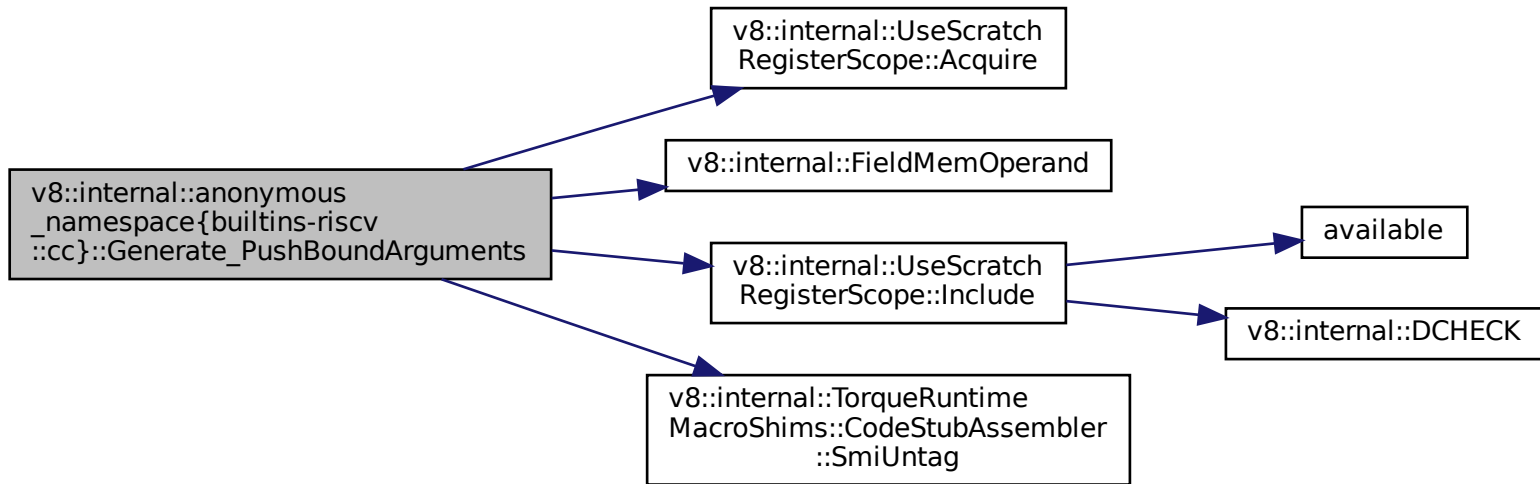 v8::internal::UseScratch
RegisterScope::Acquire
v8::internal::FieldMemOperand
v8::internal::anonymous
_namespace{builtins-riscv
::cc}::Generate_PushBoundArguments
available
v8::internal::UseScratch
RegisterScope::Include
v8::internal::DCHECK
v8::internal::TorqueRuntime
MacroShims::CodeStubAssembler
::SmiUntag